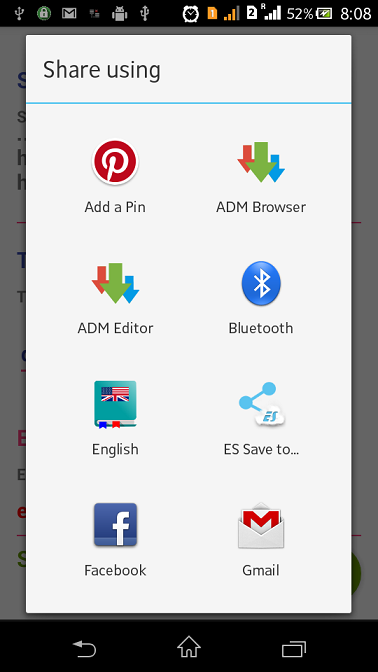 1
2
R
52%
8:08
Share using
Add a Pin
ADM Browser
ADM Editor
Bluetooth
English
ES
ES Save to...
f
Facebook
Gmail